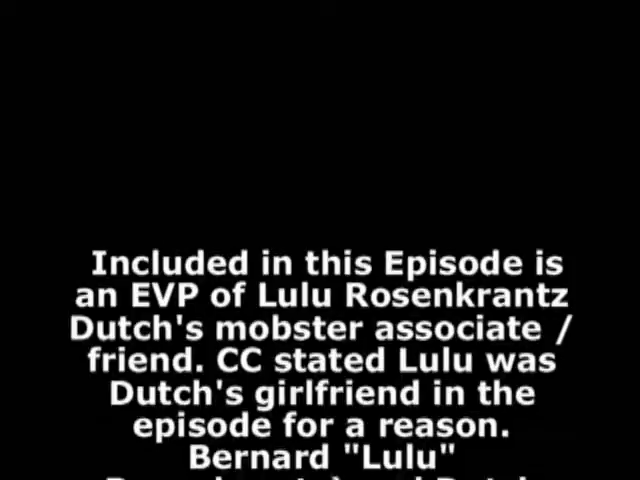 Included in this Episode is
an EVP of Lulu Rosenkrantz
Dutch's mobster associate /
friend. CC stated Lulu was
Dutch's girlfriend in the
episode for a reason.
Bernard "Lulu"